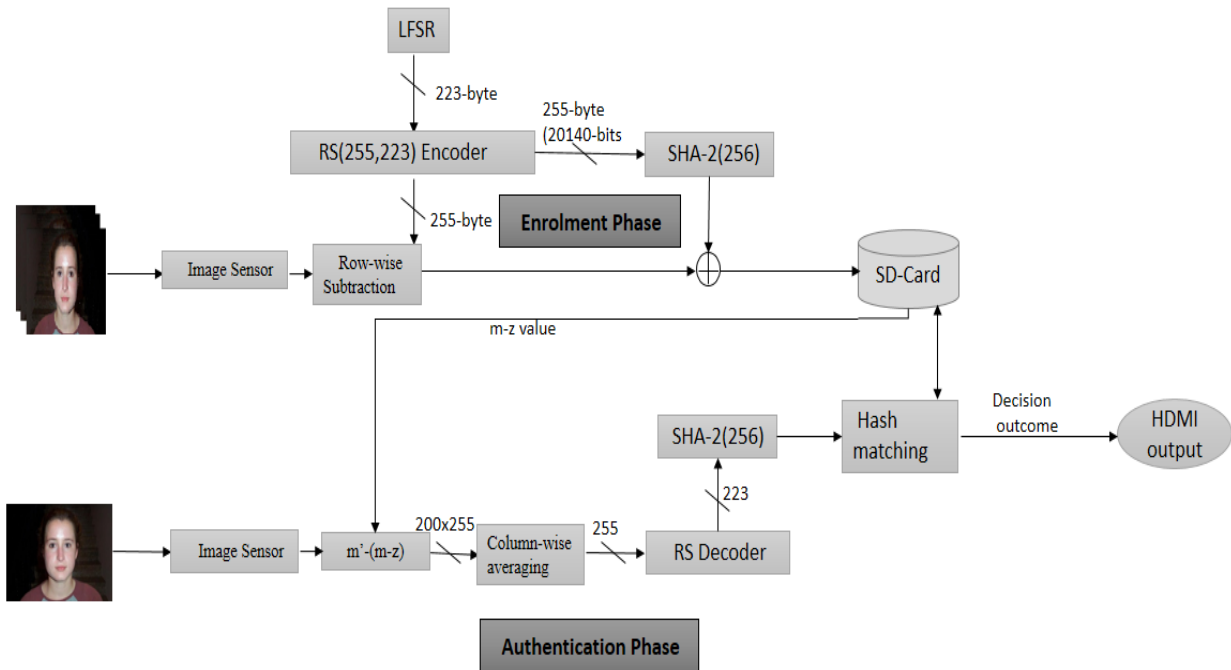 LFSR
223-byte
255-byte
(20140-bits
RS(255,223) Encoder
SHA-2(256)
255-byte
Enrolment Phase
Image Sensor
Row-wise
Subtraction
SD-Card
m-z value
Decision
outcome
Hash
matching
HDMI
output
SHA-2(256)
223
200x255
255
Image Sensor
m’-(m-z)
Column-wise
averaging
RS Decoder
Authentication Phase